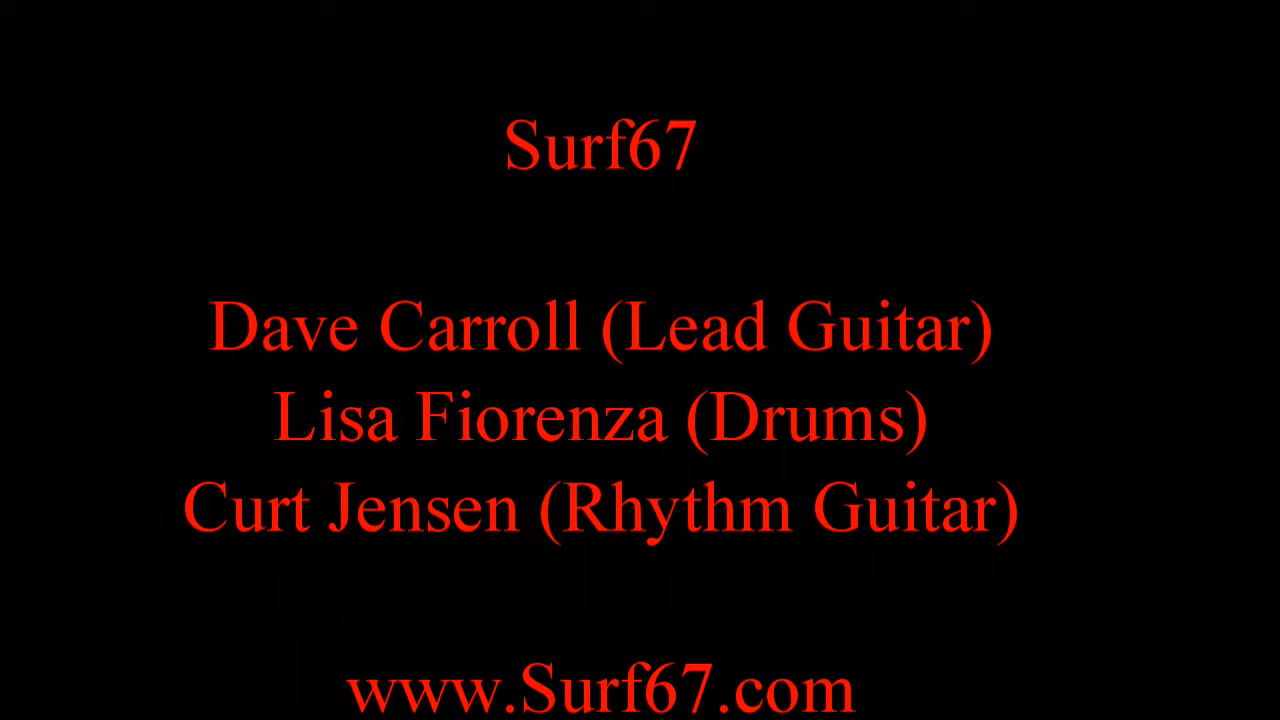 Surf67
Dave Carroll (Lead Guitar)
Lisa Fiorenza (Drums)
Curt Jensen (Rhythm Guitar)
www.Surf67.com